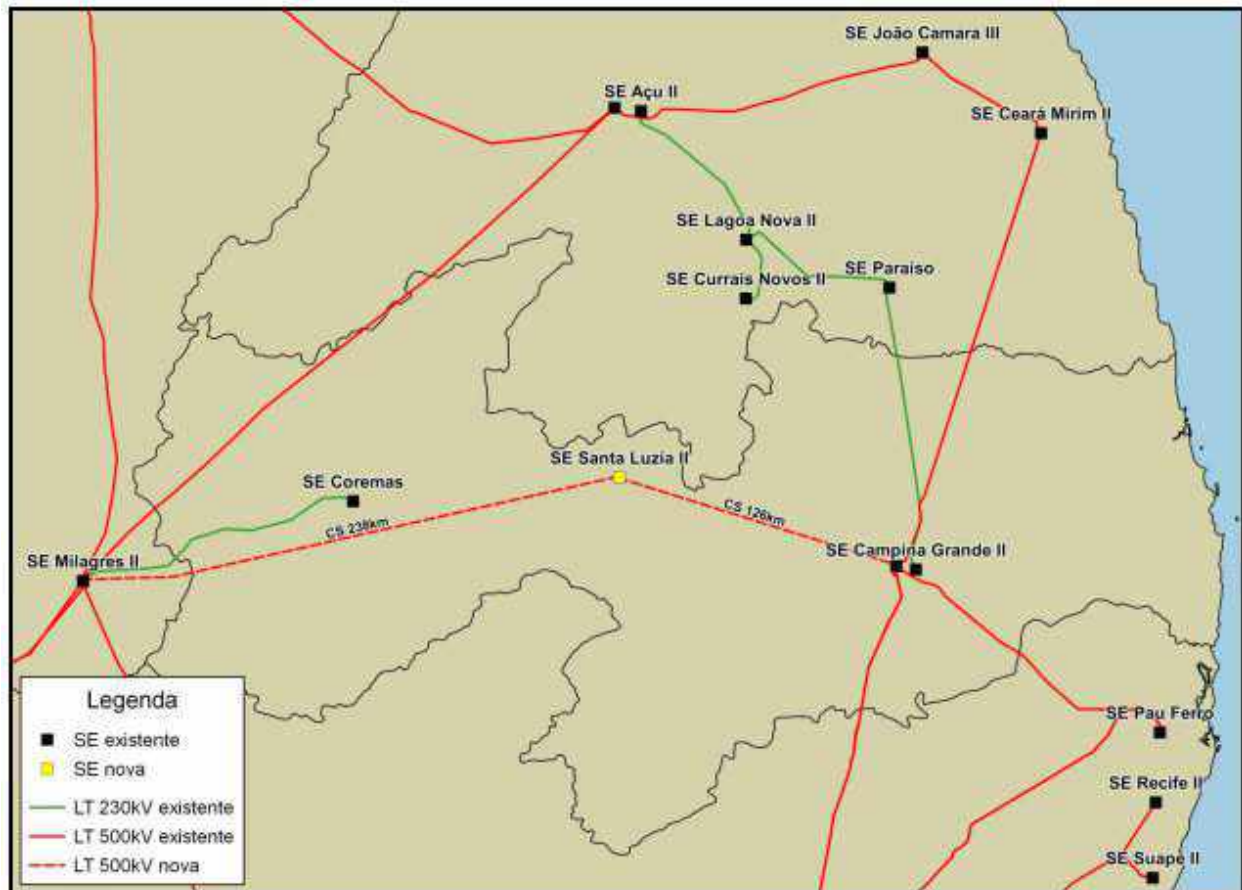 SE João Camara III
SE Açu II
SE Ceará Mirim II
SE Lagoa Nova II
SE Paraiso
SE Currais Novos II
SE Santa Luzia II
SE Coremas
CS 126km
CS 238km
SE Campina Grande II
SE Milagres II
SE Pau Ferro
SE Recife II
SE Suape II
Legenda
SE existente
SE nova
LT 230kV existente
LT 500kV existente
LT 500kV nova